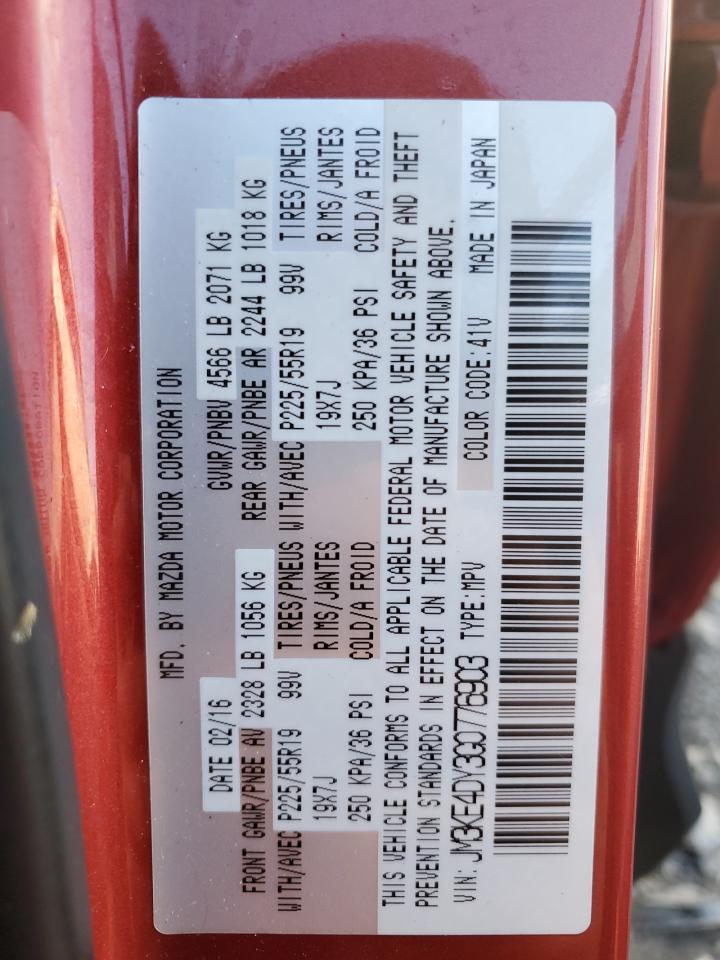 MFD. BY MAZDA MOTOR CORPORATION
DATE 02/16 GVWR/PNBV 4566 LB 2071 KG
FRONT GAWR/PNBE AV 2328 LB 1056 KG REAR GAWR/PNBE AR 2244 LB 1018 KG
WITH/AVEC P225/55R19 99V TIRES/PNEUS WITH/AVEC P225/55R19 99V TIRES/PNEUS
19X7J RIMS/JANTES 19X7J RIMS/JANTES
250 KPA/36 PSI COLD/A FROID 250 KPA/36 PSI COLD/A FROID
THIS VEHICLE CONFORMS TO ALL APPLICABLE FEDERAL MOTOR VEHICLE SAFETY AND THEFT
PREVENTION STANDARDS IN EFFECT ON THE DATE OF MANUFACTURE SHOWN ABOVE.
VIN: JM3KE4DY3G0776903 TYPE:MPV COLOR CODE:41V MADE IN JAPAN